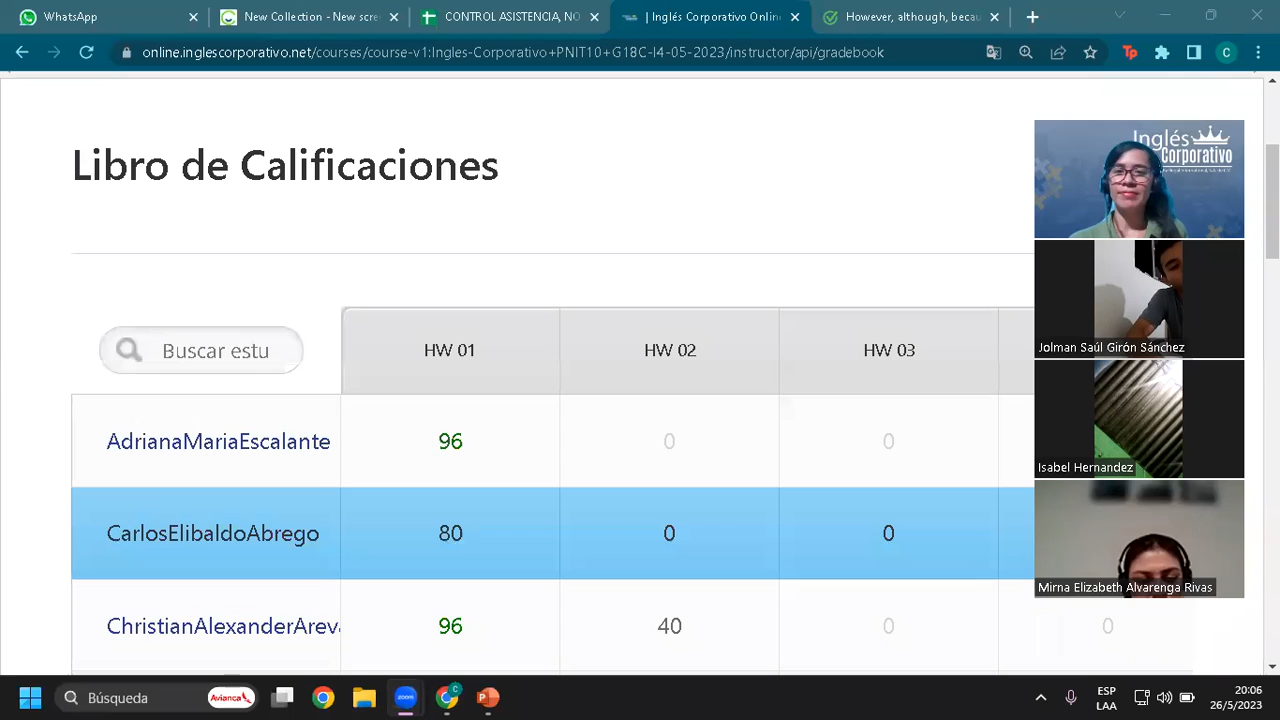 WhatsApp
New Collection - New scre
CONTROL ASISTENCIA, NO
| Inglés Corporativo Online
However, although, becau
online.inglescorporativo.net/courses/course-v1:Ingles-Corporativo+PNIT10+G18C-I4-05-2023/instructor/api/gradebook
Libro de Calificaciones
Buscar estu
HW 01
HW 02
HW 03
AdrianaMariaEscalante
96
0
0
CarlosElibaldoAbrego
80
0
0
ChristianAlexanderAreva
96
40
0
0
Inglés
Corporativo
Jolman Saúl Girón Sánchez
Isabel Hernandez
Mirna Elizabeth Alvarenga Rivas
Búsqueda
Avianca
zoom
ESP
LAA
20:06
26/5/2023